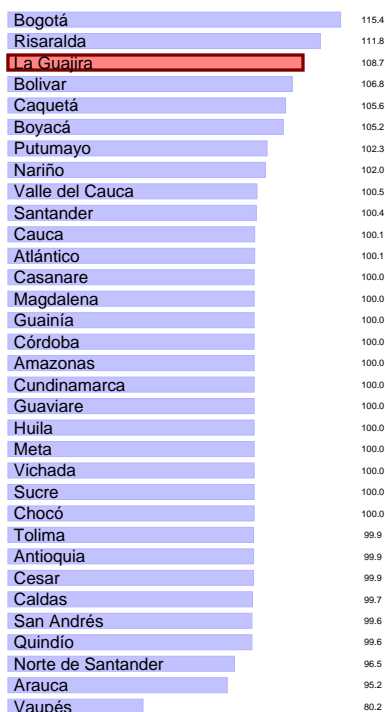 Bogotá 115.4
Risaralda 111.8
La Guajira 108.7
Bolivar 106.8
Caquetá 105.6
Boyacá 105.2
Putumayo 102.3
Nariño 102.0
Valle del Cauca 100.5
Santander 100.4
Cauca 100.1
Atlántico 100.1
Casanare 100.0
Magdalena 100.0
Guainía 100.0
Córdoba 100.0
Amazonas 100.0
Cundinamarca 100.0
Guaviare 100.0
Huila 100.0
Meta 100.0
Vichada 100.0
Sucre 100.0
Chocó 100.0
Tolima 99.9
Antioquia 99.9
Cesar 99.9
Caldas 99.7
San Andrés 99.6
Quindío 99.6
Norte de Santander 96.5
Arauca 95.2
Vaupés 80.2